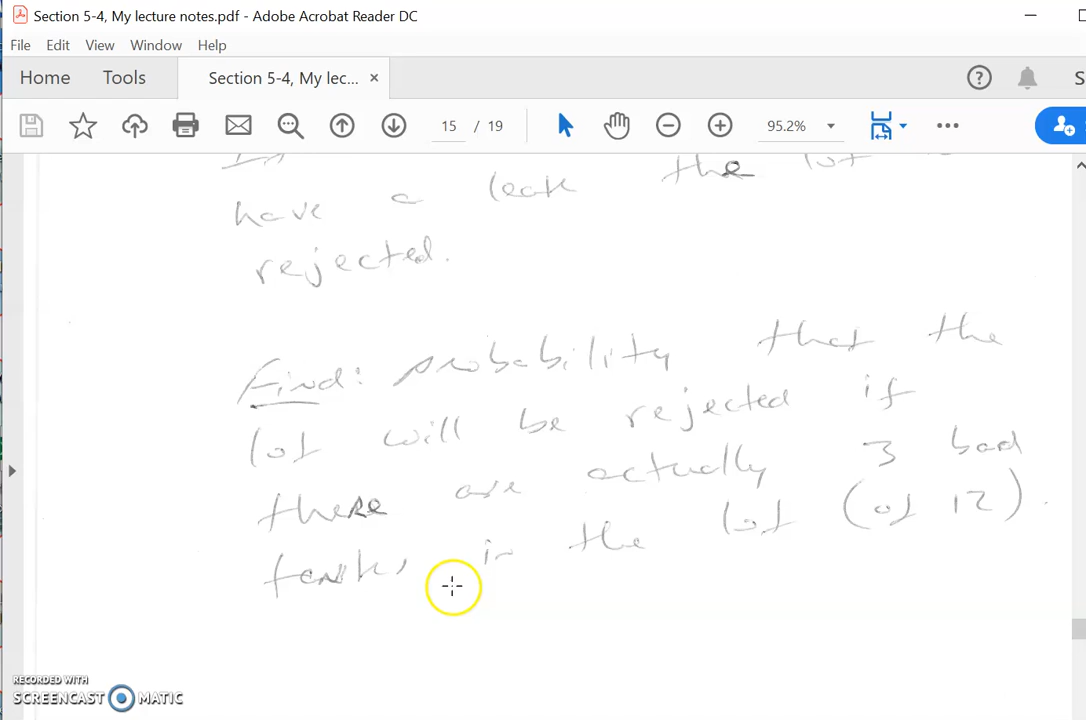 Section 5-4, My lecture notes.pdf - Adobe Acrobat Reader DC
File Edit View Window Help
Home Tools Section 5-4, My lec... ×
15 / 19 95.2%
have a leak the lot
rejected.
Find: probability that the
lot will be rejected if
there are actually 3 bad
tanks in the lot (of 12).
RECORDED WITH
SCREENCAST MATIC